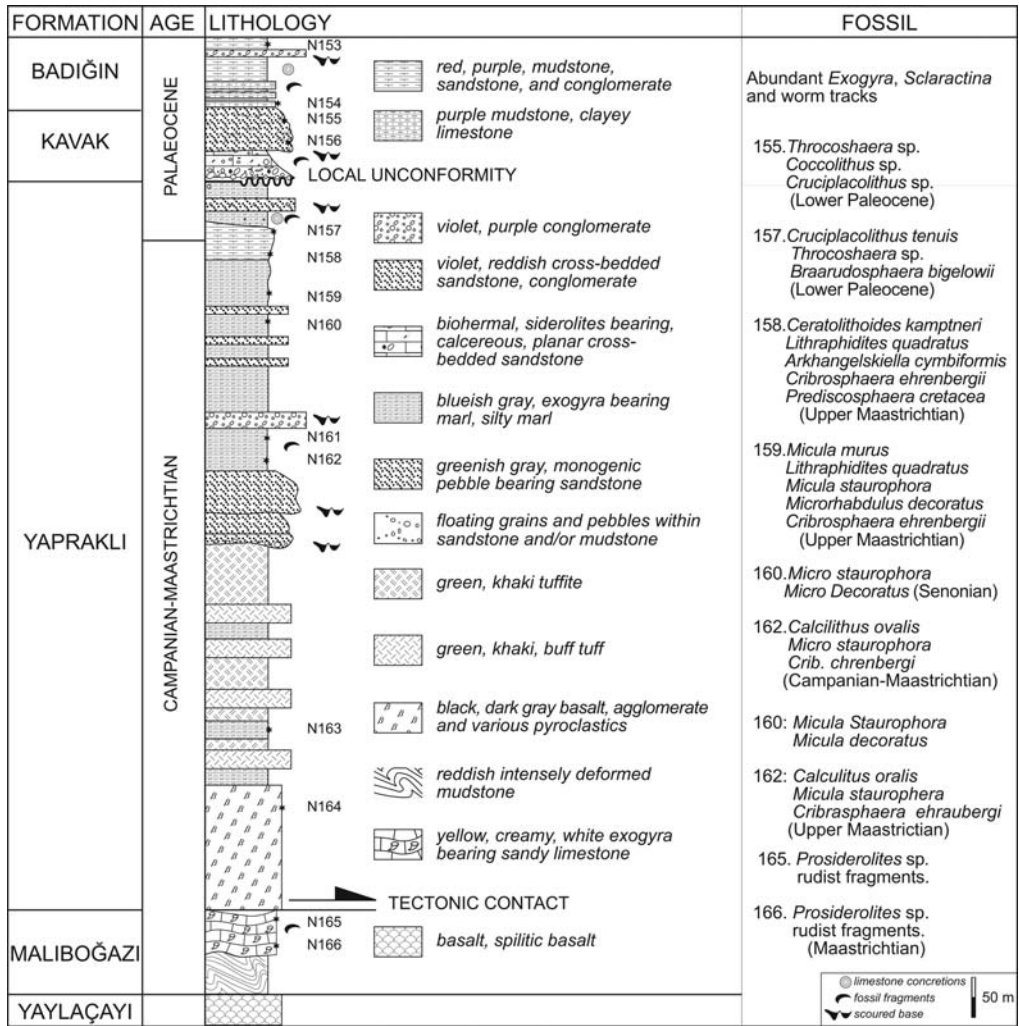 FORMATION AGE LITHOLOGY FOSSIL
BADIĞIN
KAVAK
YAPRAKLI
MALIBOĞAZI
YAYLAÇAYI
PALAEOCENE
CAMPANIAN-MAASTRICHTIAN
N153
N154
N155
N156
LOCAL UNCONFORMITY
N157
N158
N159
N160
N161
N162
N163
N164
TECTONIC CONTACT
N165
N166
red, purple, mudstone,
sandstone, and conglomerate
purple mudstone, clayey
limestone
violet, purple conglomerate
violet, reddish cross-bedded
sandstone, conglomerate
biohermal, siderolites bearing,
calcereous, planar cross-
bedded sandstone
blueish gray, exogyra bearing
marl, silty marl
greenish gray, monogenic
pebble bearing sandstone
floating grains and pebbles within
sandstone and/or mudstone
green, khaki tuffite
green, khaki, buff tuff
black, dark gray basalt, agglomerate
and various pyroclastics
reddish intensely deformed
mudstone
yellow, creamy, white exogyra
bearing sandy limestone
basalt, spilitic basalt
Abundant Exogyra, Sclaractina
and worm tracks
155. Throcoshaera sp.
Coccolithus sp.
Cruciplacolithus sp.
(Lower Paleocene)
157. Cruciplacolithus tenuis
Throcoshaera sp.
Braarudosphaera bigelowii
(Lower Paleocene)
158. Ceratolithoides kamptneri
Lithraphidites quadratus
Arkhangelskiella cymbiformis
Cribrosphaera ehrenbergii
Prediscosphaera cretacea
(Upper Maastrichtian)
159. Micula murus
Lithraphidites quadratus
Micula staurophora
Microrhabdulus decoratus
Cribrosphaera ehrenbergii
(Upper Maastrichtian)
160. Micro staurophora
Micro Decoratus (Senonian)
162. Calcilithus ovalis
Micro staurophora
Crib. chrenbergi
(Campanian-Maastrichtian)
160: Micula Staurophora
Micula decoratus
162: Calculitus oralis
Micula staurophera
Cribrasphaera ehraubergi
(Upper Maastrictian)
165. Prosiderolites sp.
rudist fragments.
166. Prosiderolites sp.
rudist fragments.
(Maastrichtian)
limestone concretions
fossil fragments
scoured base
50 m